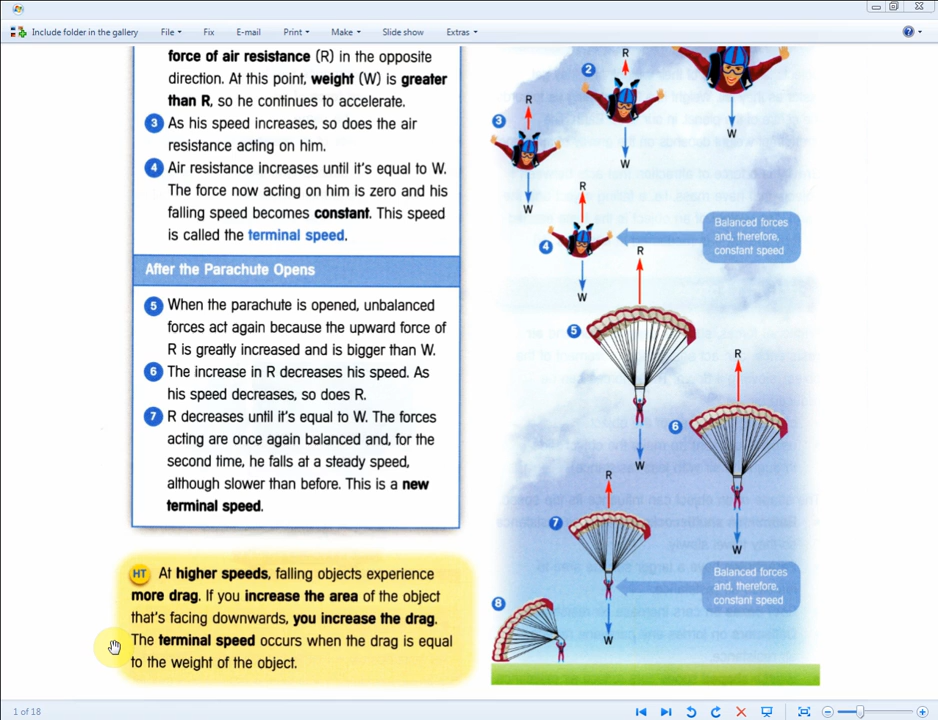 Include folder in the gallery File Fix E-mail Print Make Slide show Extras
force of air resistance (R) in the opposite
direction. At this point, weight (W) is greater
than R, so he continues to accelerate.
3 As his speed increases, so does the air
resistance acting on him.
4 Air resistance increases until it's equal to W.
The force now acting on him is zero and his
falling speed becomes constant. This speed
is called the terminal speed.
After the Parachute Opens
5 When the parachute is opened, unbalanced
forces act again because the upward force of
R is greatly increased and is bigger than W.
6 The increase in R decreases his speed. As
his speed decreases, so does R.
7 R decreases until it's equal to W. The forces
acting are once again balanced and, for the
second time, he falls at a steady speed,
although slower than before. This is a new
terminal speed.
HT At higher speeds, falling objects experience
more drag. If you increase the area of the object
that's facing downwards, you increase the drag.
The terminal speed occurs when the drag is equal
to the weight of the object.
R
2
W
W
R
3
W
R
4
W
Balanced forces
and, therefore,
constant speed
R
5
W
R
6
W
R
7
W
Balanced forces
and, therefore,
constant speed
8
1 of 18